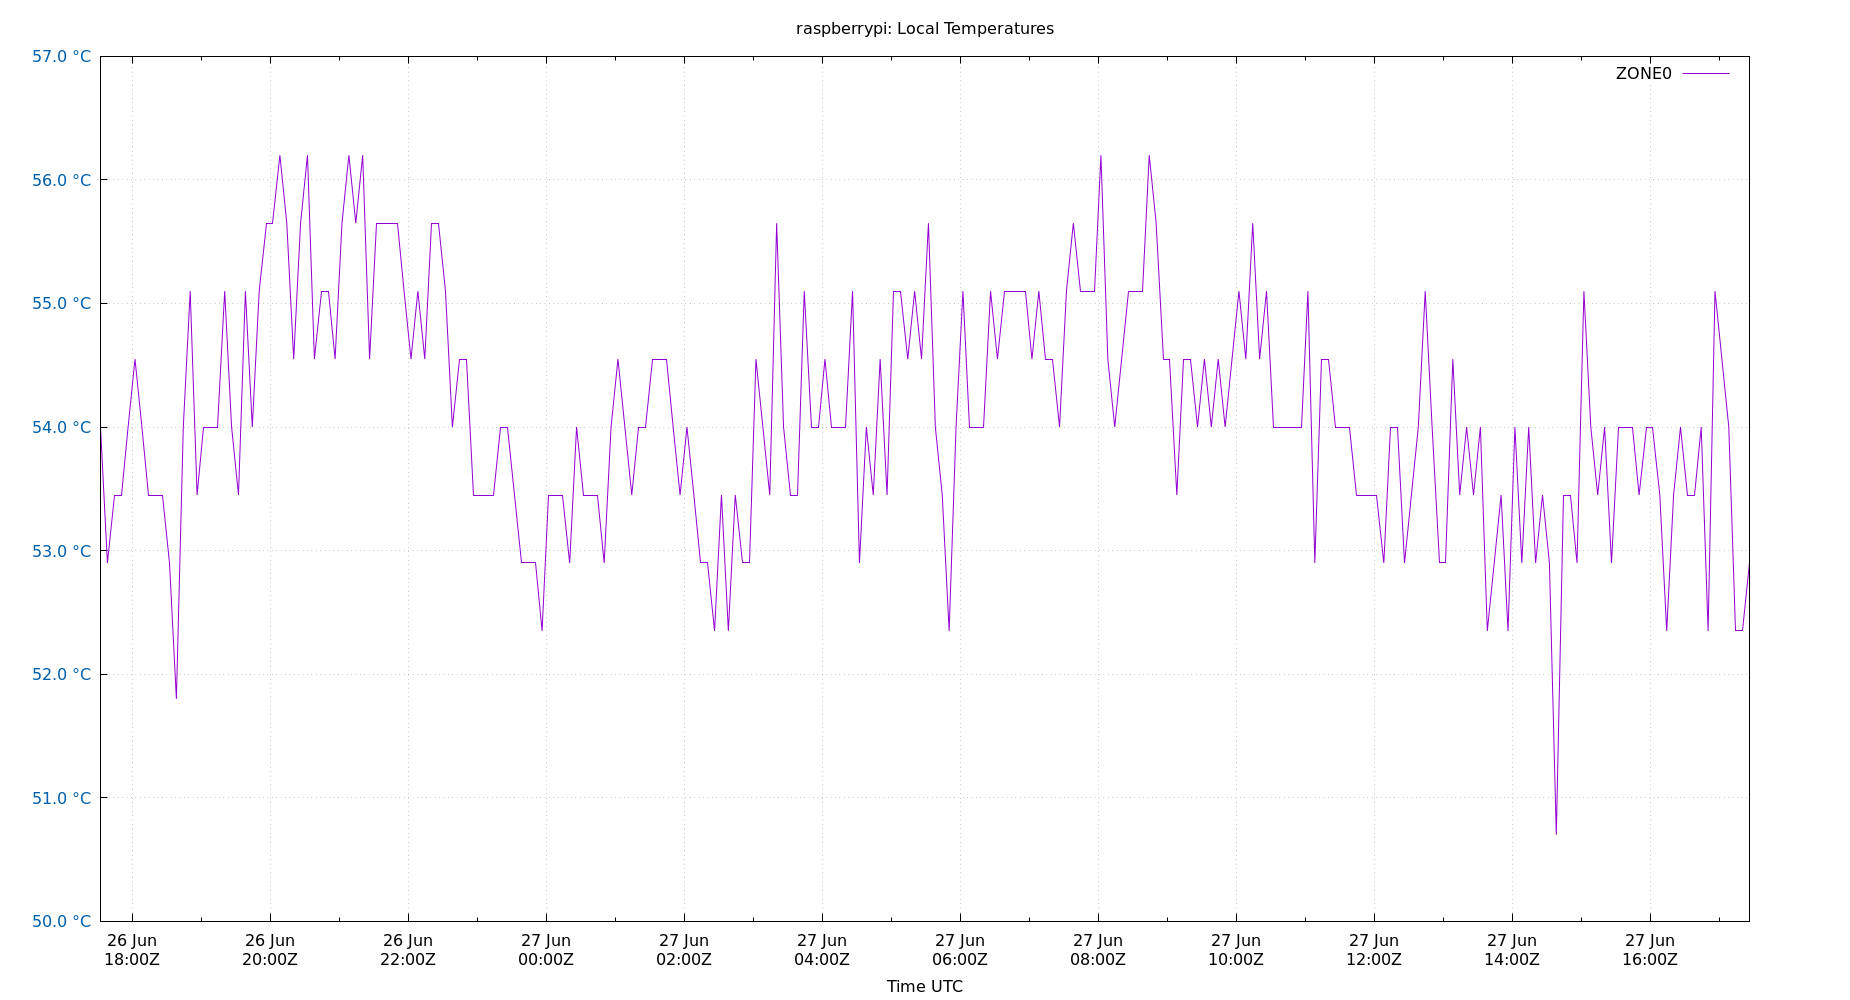 raspberrypi: Local Temperatures
57.0 °C
ZONE0
56.0 °C
55.0 °C
54.0 °C
53.0 °C
52.0 °C
51.0 °C
50.0 °C
26 Jun 26 Jun 26 Jun 27 Jun 27 Jun 27 Jun 27 Jun 27 Jun 27 Jun 27 Jun 27 Jun 27 Jun
18:00Z 20:00Z 22:00Z 00:00Z 02:00Z 04:00Z 06:00Z 08:00Z 10:00Z 12:00Z 14:00Z 16:00Z
Time UTC